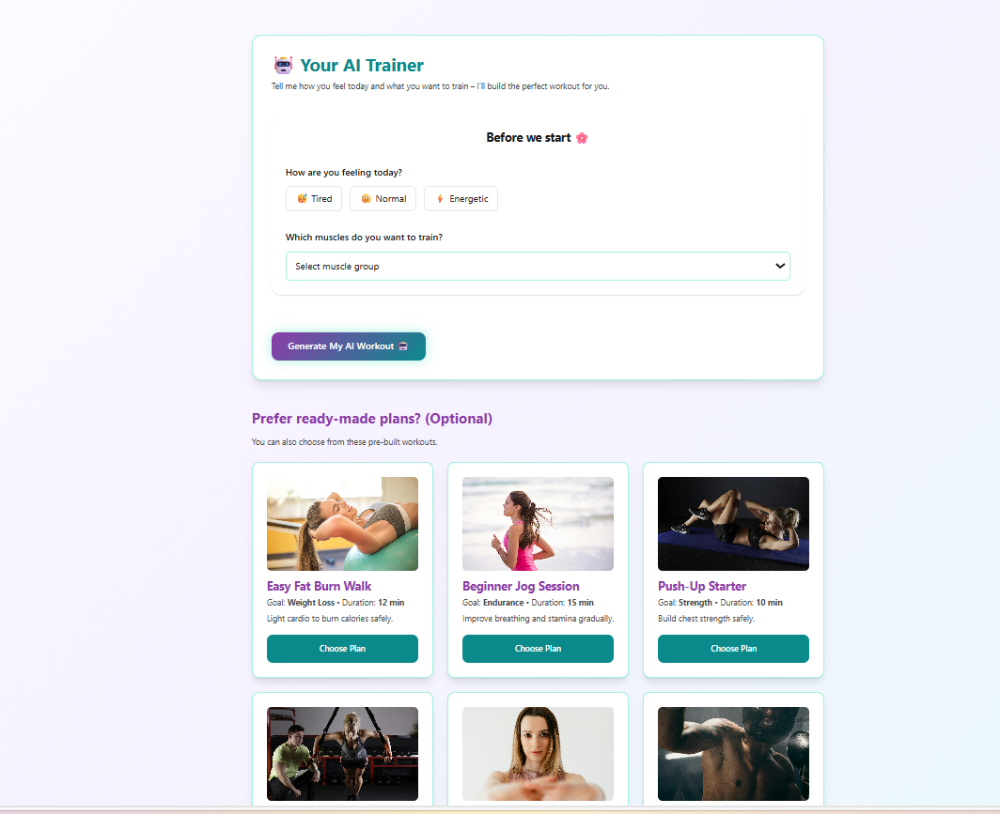 Your AI Trainer
Tell me how you feel today and what you want to train – I'll build the perfect workout for you.
Before we start
How are you feeling today?
Tired
Normal
Energetic
Which muscles do you want to train?
Select muscle group
Generate My AI Workout
Prefer ready-made plans? (Optional)
You can also choose from these pre-built workouts.
Easy Fat Burn Walk
Goal: Weight Loss • Duration: 12 min
Light cardio to burn calories safely.
Choose Plan
Beginner Jog Session
Goal: Endurance • Duration: 15 min
Improve breathing and stamina gradually.
Choose Plan
Push-Up Starter
Goal: Strength • Duration: 10 min
Build chest strength safely.
Choose Plan